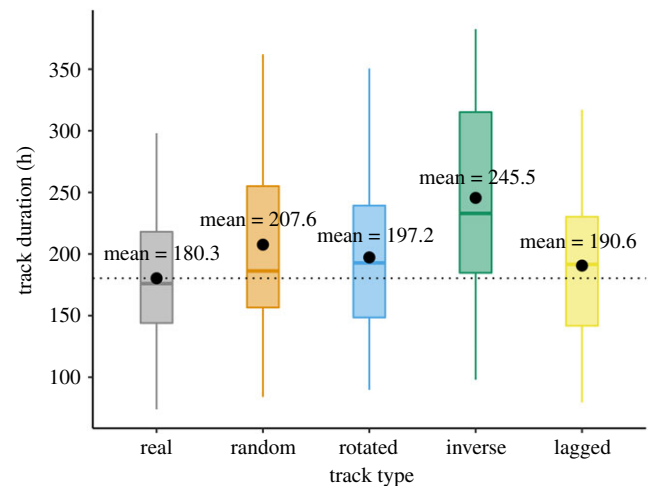 track duration (h)
350
300
250
200
150
100
mean = 180.3
mean = 207.6
mean = 197.2
mean = 245.5
mean = 190.6
real random rotated inverse lagged
track type